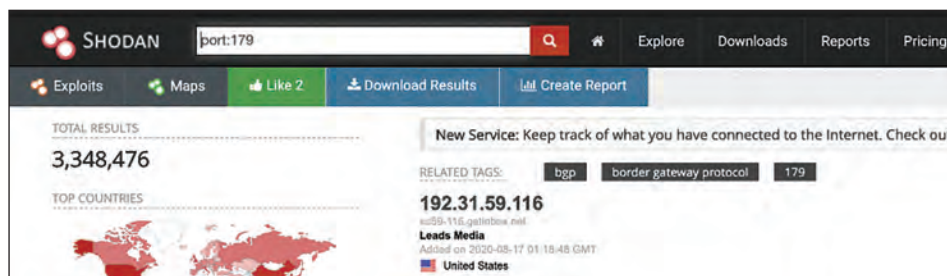 SHODAN port:179 Explore Downloads Reports Pricing
Exploits Maps Like 2 Download Results Create Report
TOTAL RESULTS
3,348,476
TOP COUNTRIES
New Service: Keep track of what you have connected to the Internet. Check ou
RELATED TAGS: bgp border gateway protocol 179
192.31.59.116
Leads Media
Added on 2020-08-17 01:18:48 GMT
United States